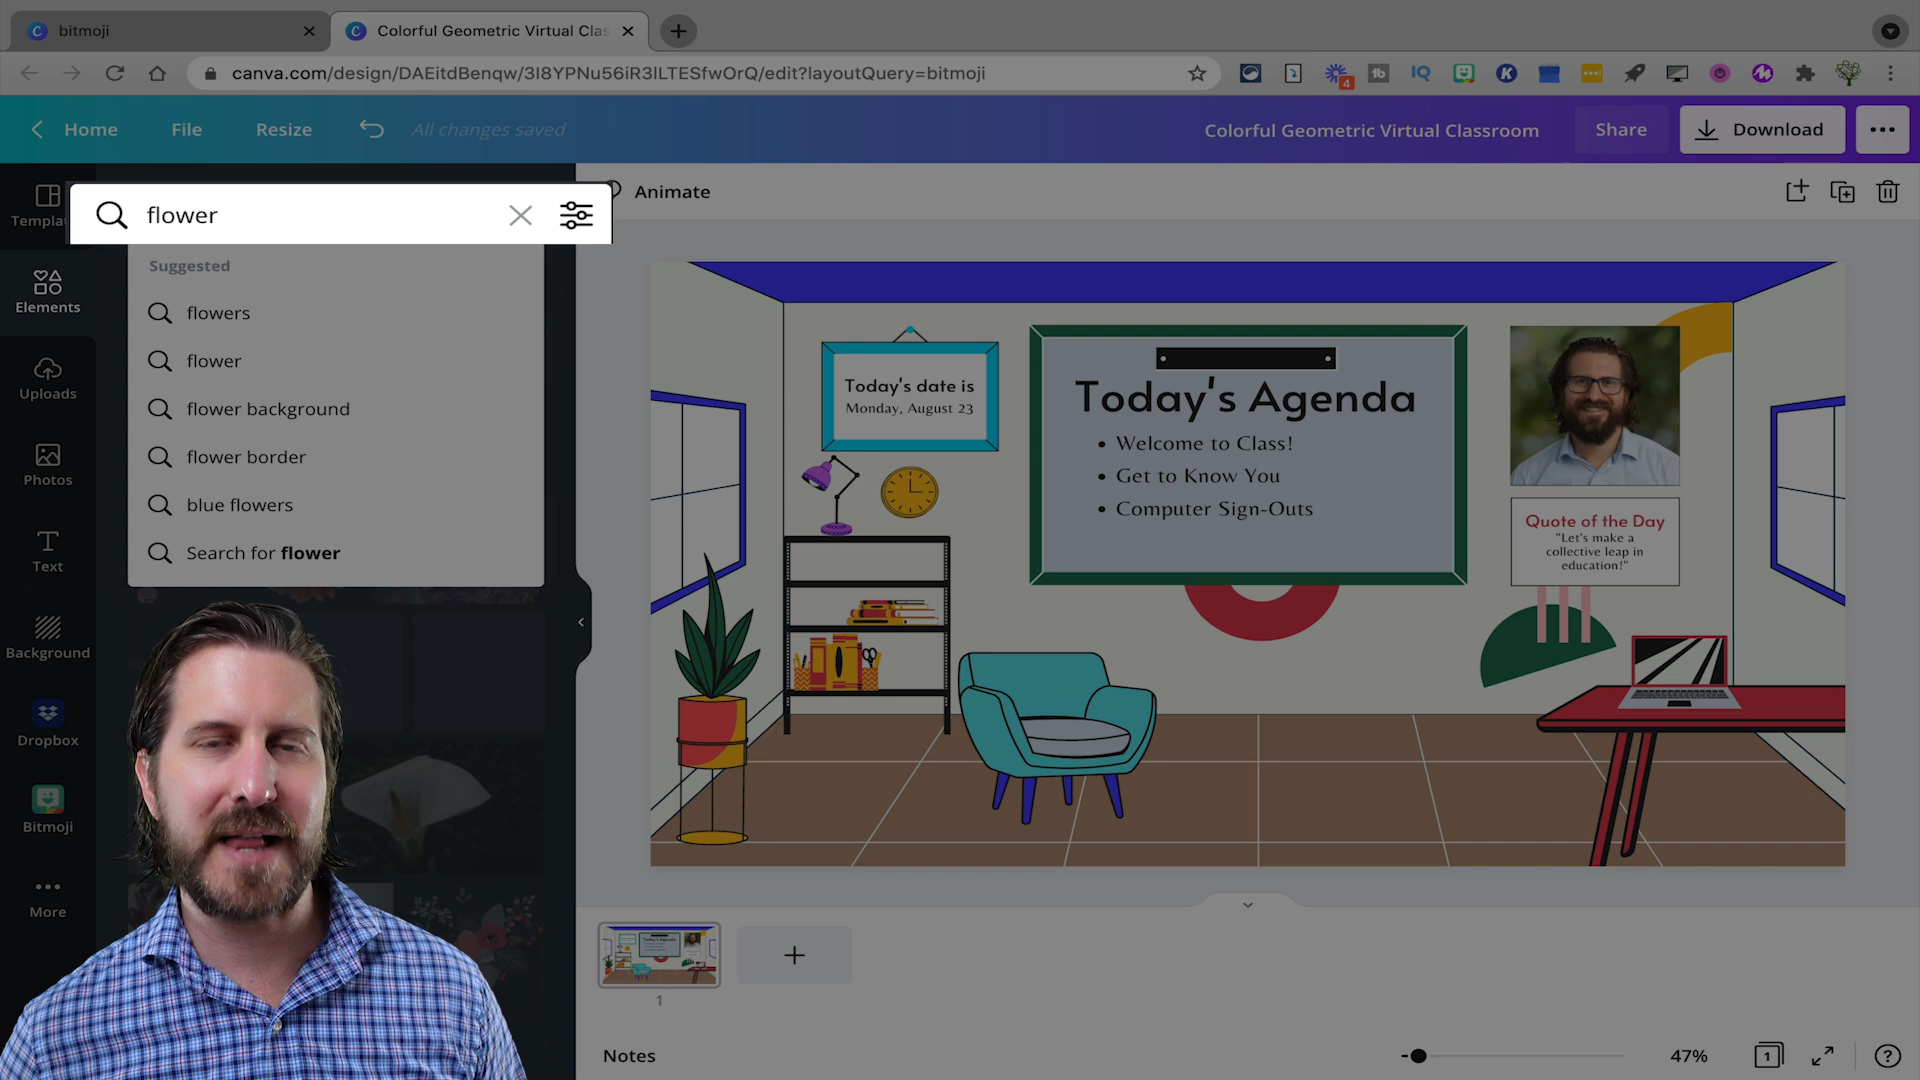 bitmoji
Colorful Geometric Virtual Clas
canva.com/design/DAEitdBenqw/3I8YPNu56iR3lLTESfwOrQ/edit?layoutQuery=bitmoji
4
1b
IQ
K
Home
File
Resize
All changes saved
Colorful Geometric Virtual Classroom
Share
Download
Templat
flower
Animate
Suggested
flowers
flower
flower background
flower border
blue flowers
Search for flower
Elements
Uploads
Photos
Text
Background
Dropbox
Bitmoji
More
Today's date is
Monday, August 23
Today's Agenda
• Welcome to Class!
• Get to Know You
• Computer Sign-Outs
Quote of the Day
"Let's make a
collective leap in
education!"
1
Notes
47%
1
?